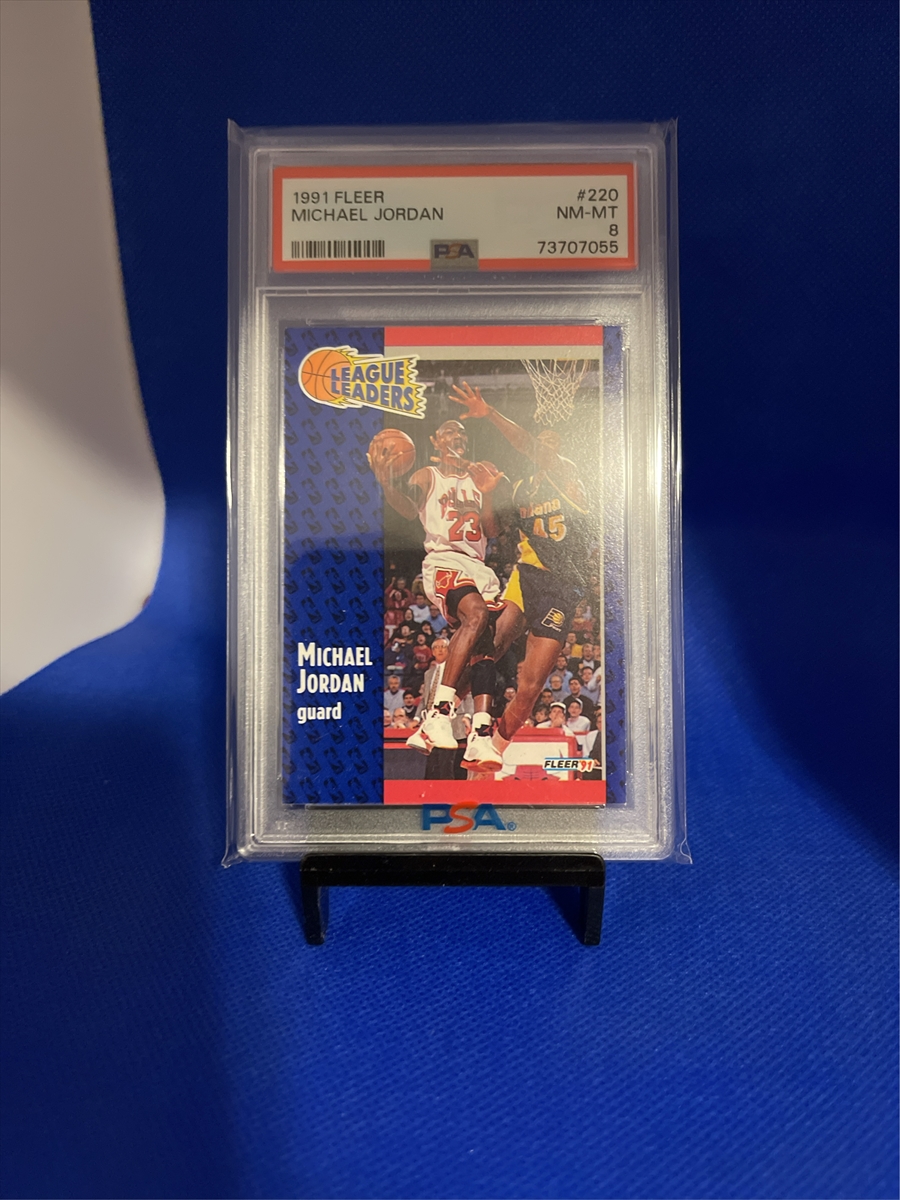 1991 FLEER #220
MICHAEL JORDAN NM-MT
8
PSA 73707055
LEAGUE
LEADERS
BULLS
23
45
MICHAEL
JORDAN
guard
FLEER '91
PSA®